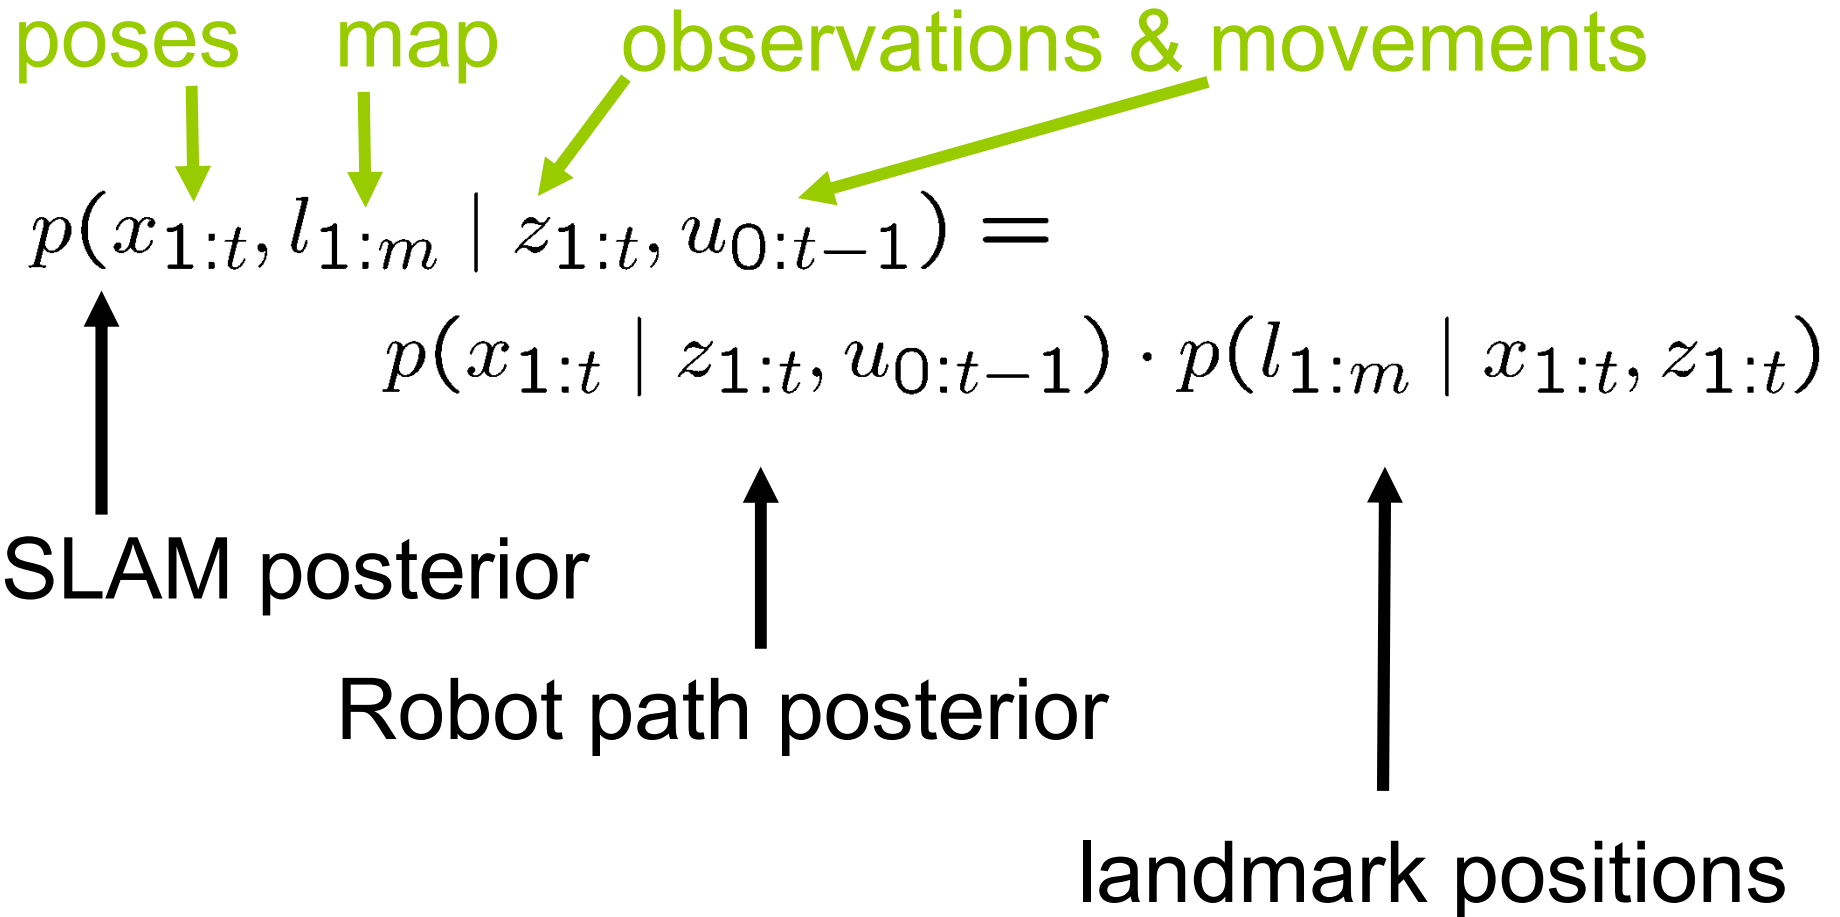 poses map observations & movements
p(x_{1:t}, l_{1:m} | z_{1:t}, u_{0:t-1}) =
p(x_{1:t} | z_{1:t}, u_{0:t-1}) · p(l_{1:m} | x_{1:t}, z_{1:t})
SLAM posterior
Robot path posterior
landmark positions